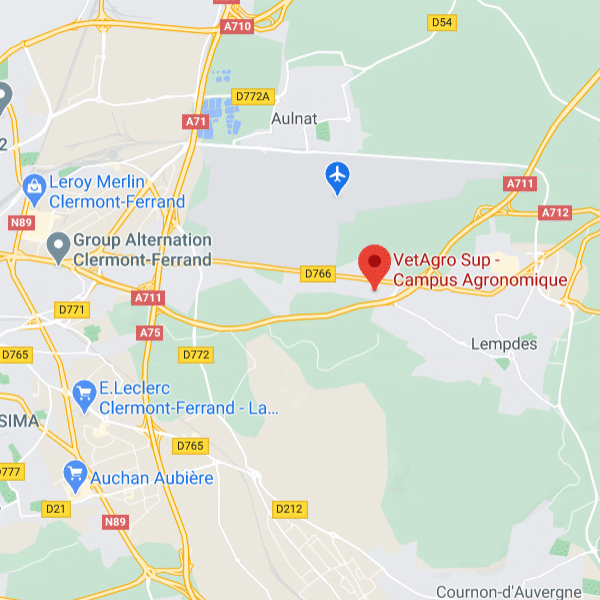 D54
A710
D772A
Aulnat
A71
2
A711
Leroy Merlin
Clermont-Ferrand
N89
A712
Group Alternation
Clermont-Ferrand
VetAgro Sup -
Campus Agronomique
D766
A711
D771
A75
Lempdes
D765
D772
E.Leclerc
Clermont-Ferrand - La...
SIMA
D765
D777
Auchan Aubière
D21
D212
N89
Cournon-d'Auvergne